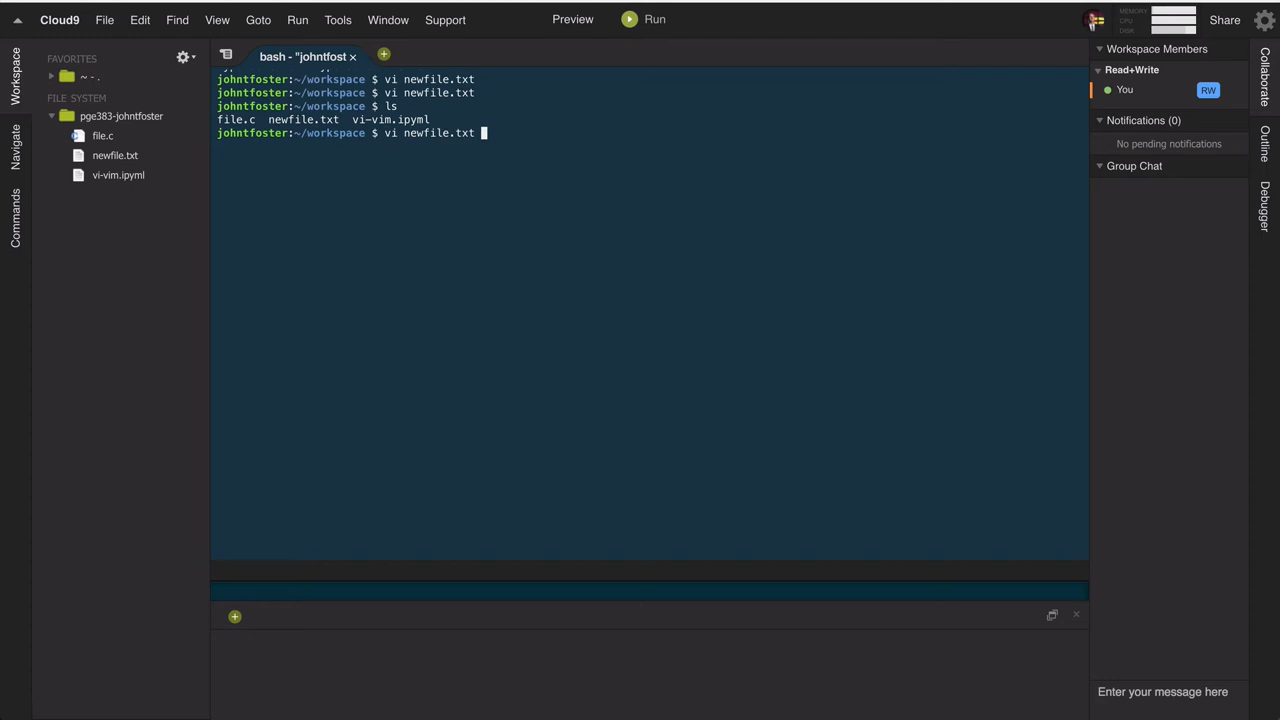 Cloud9 File Edit Find View Goto Run Tools Window Support Preview Run MEMORY CPU DISK Share
Workspace
Navigate
Commands
FAVORITES
~ - .
FILE SYSTEM
pge383-johntfoster
file.c
newfile.txt
vi-vim.ipyml
bash - "johntfost ×
johntfoster:~/workspace $ vi newfile.txt
johntfoster:~/workspace $ vi newfile.txt
johntfoster:~/workspace $ ls
file.c newfile.txt vi-vim.ipyml
johntfoster:~/workspace $ vi newfile.txt
Workspace Members
Read+Write
You RW
Notifications (0)
No pending notifications
Group Chat
Enter your message here
Collaborate
Outline
Debugger